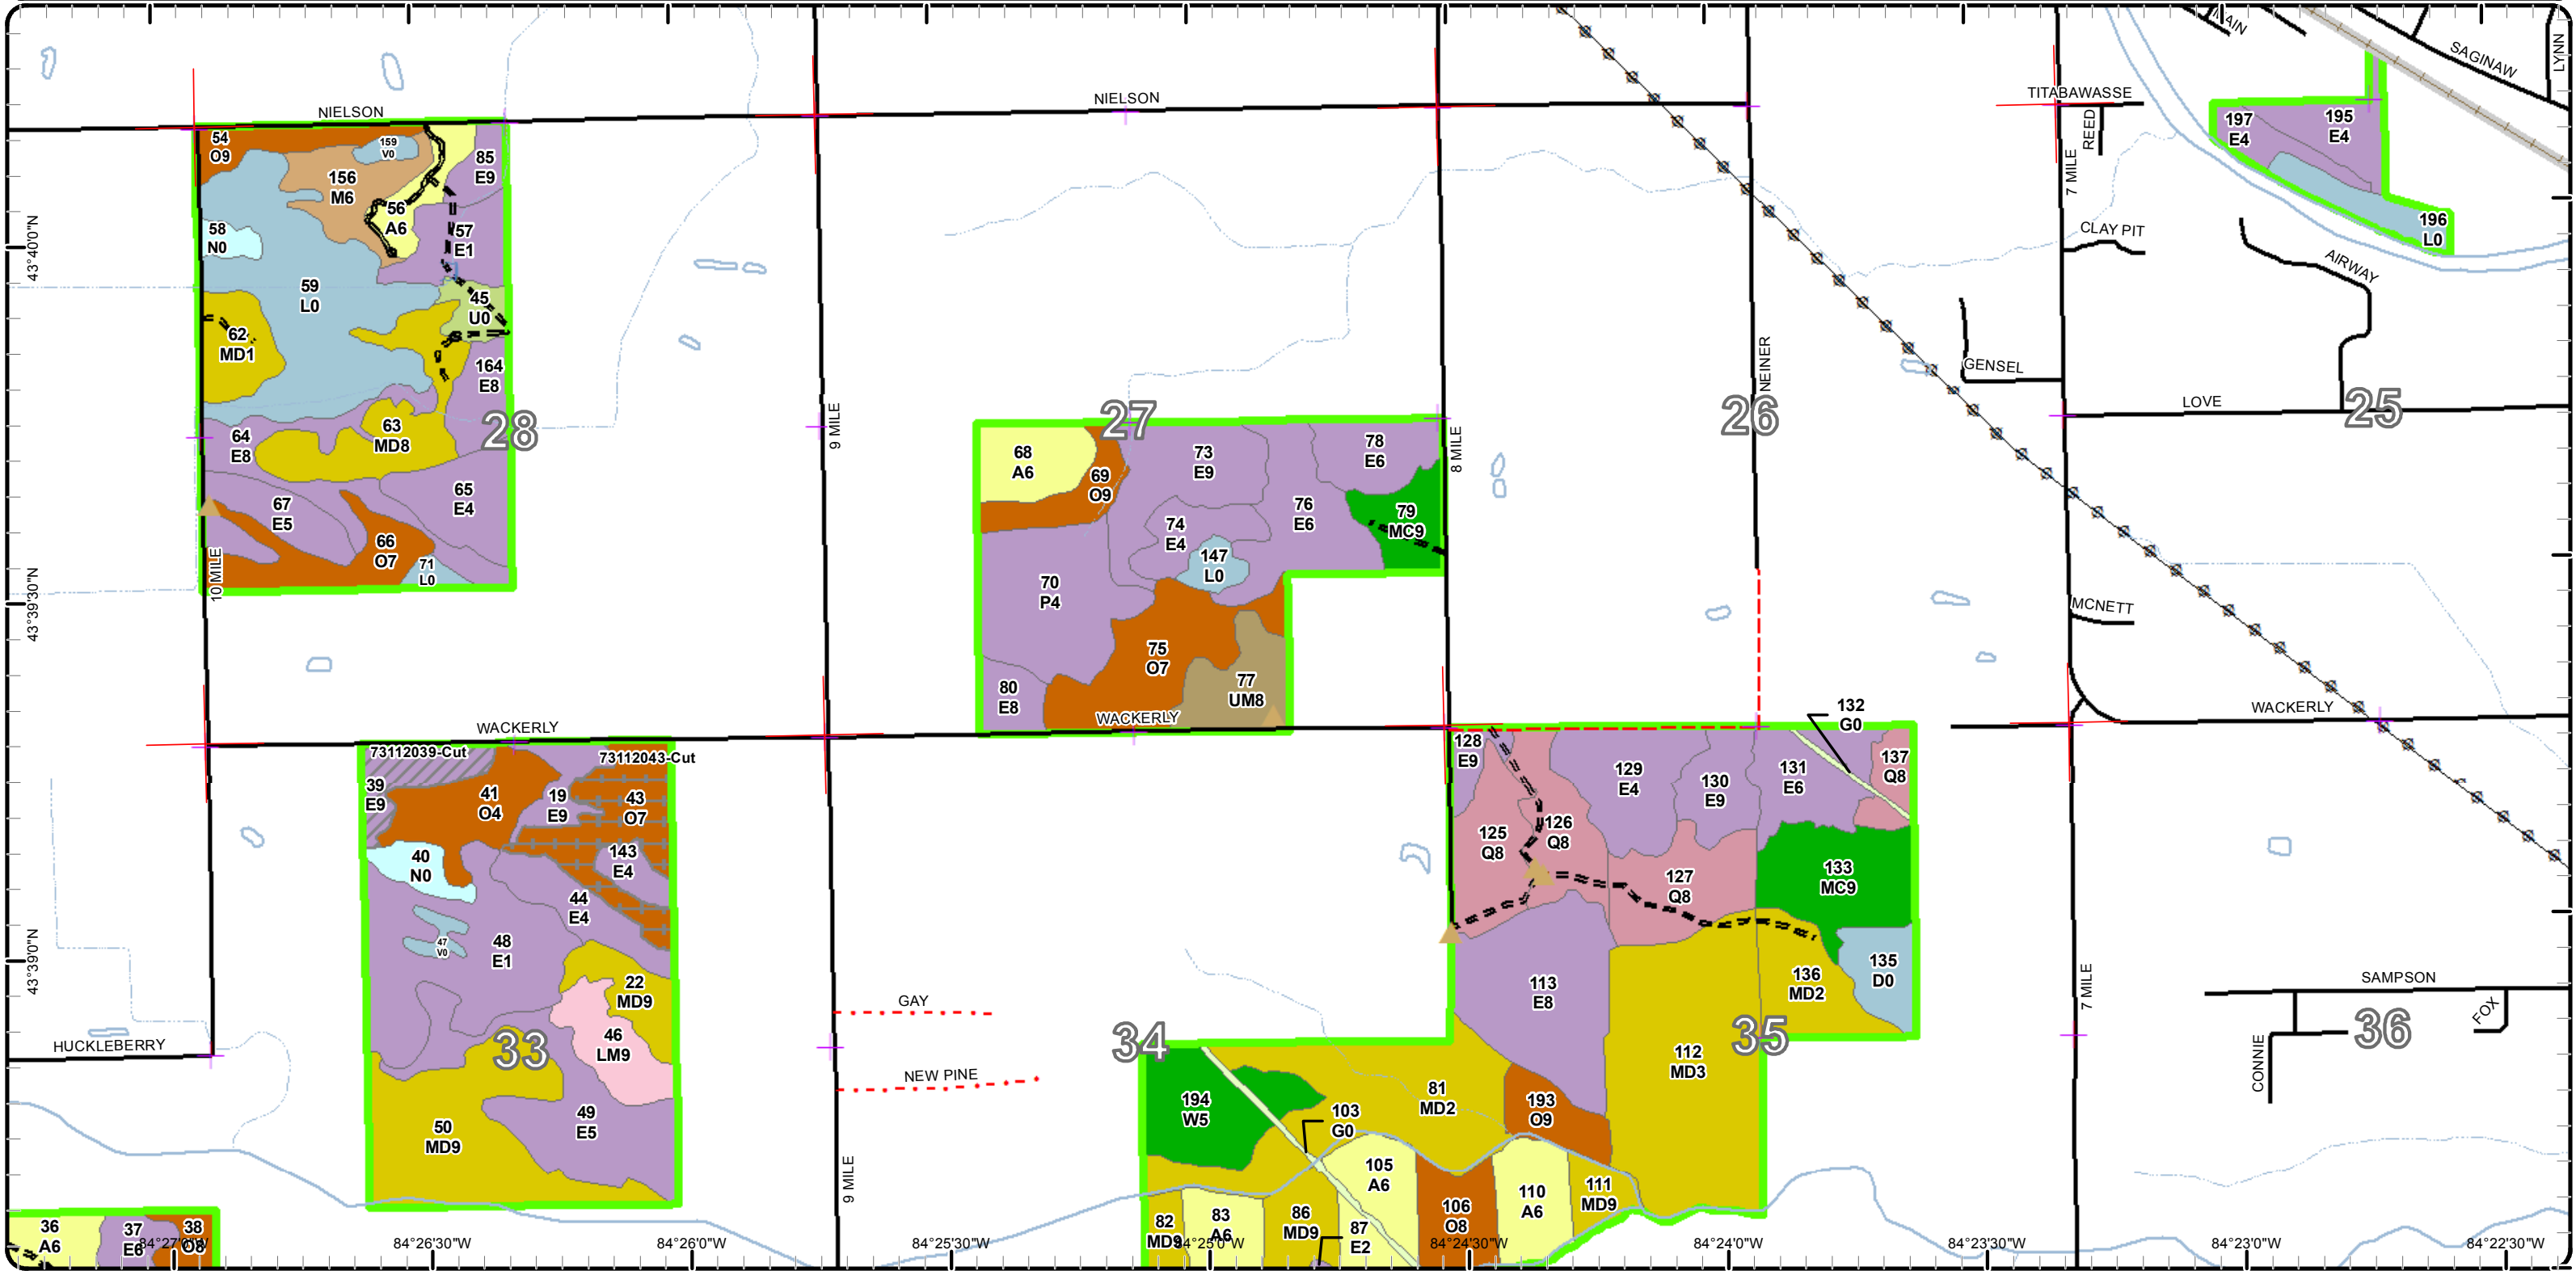 MAIN
SAGINAW
LYNN
NIELSON
NIELSON
TITABAWASSE
REED
7 MILE
CLAY PIT
AIRWAY
197
E4
195
E4
196
L0
54
O9
159
V0
85
E9
156
M6
56
A6
58
N0
57
E1
59
L0
45
U0
62
MD1
164
E8
63
MD8
64
E8
28
67
E5
65
E4
66
O7
71
L0
10 MILE
43°40'0"N
43°39'30"N
43°39'0"N
9 MILE
27
68
A6
69
O9
73
E9
78
E6
74
E4
76
E6
79
MC9
147
L0
70
P4
75
O7
77
UM8
80
E8
WACKERLY
8 MILE
NEINER
26
GENSEL
LOVE
25
MCNETT
WACKERLY
WACKERLY
73112039-Cut
73112043-Cut
39
E9
41
O4
19
E9
43
O7
40
N0
143
E4
44
E4
47
V0
48
E1
22
MD9
46
LM9
33
50
MD9
49
E5
HUCKLEBERRY
GAY
NEW PINE
9 MILE
34
128
E9
129
E4
130
E9
131
E6
132
G0
137
Q8
125
Q8
126
Q8
127
Q8
133
MC9
135
D0
136
MD2
113
E8
112
MD3
35
7 MILE
SAMPSON
FOX
CONNIE
36
194
W5
103
G0
81
MD2
193
O9
105
A6
106
O8
110
A6
111
MD9
82
MD9
83
A6
86
MD9
87
E2
36
A6
37
E6
38
O8
84°27'0"W
84°26'30"W
84°26'0"W
84°25'30"W
84°25'0"W
84°24'30"W
84°24'0"W
84°23'30"W
84°23'0"W
84°22'30"W